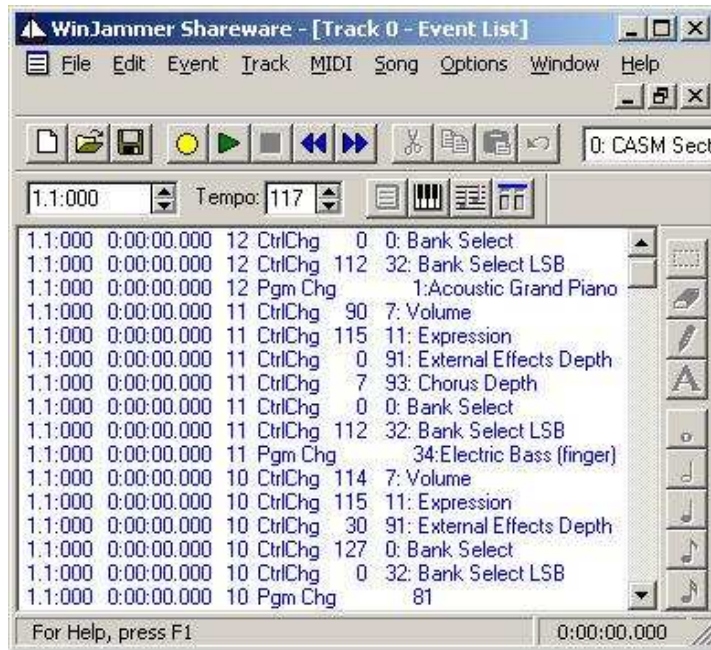 WinJammer Shareware - [Track 0 - Event List]
File Edit Event Track MIDI Song Options Window Help
0: CASM Sect
1.1:000 Tempo: 117
1.1:000 0:00:00.000 12 CtrlChg 0 0: Bank Select
1.1:000 0:00:00.000 12 CtrlChg 112 32: Bank Select LSB
1.1:000 0:00:00.000 12 Pgm Chg 1:Acoustic Grand Piano
1.1:000 0:00:00.000 11 CtrlChg 90 7: Volume
1.1:000 0:00:00.000 11 CtrlChg 115 11: Expression
1.1:000 0:00:00.000 11 CtrlChg 0 91: External Effects Depth
1.1:000 0:00:00.000 11 CtrlChg 7 93: Chorus Depth
1.1:000 0:00:00.000 11 CtrlChg 0 0: Bank Select
1.1:000 0:00:00.000 11 CtrlChg 112 32: Bank Select LSB
1.1:000 0:00:00.000 11 Pgm Chg 34:Electric Bass (finger)
1.1:000 0:00:00.000 10 CtrlChg 114 7: Volume
1.1:000 0:00:00.000 10 CtrlChg 115 11: Expression
1.1:000 0:00:00.000 10 CtrlChg 30 91: External Effects Depth
1.1:000 0:00:00.000 10 CtrlChg 127 0: Bank Select
1.1:000 0:00:00.000 10 CtrlChg 0 32: Bank Select LSB
1.1:000 0:00:00.000 10 Pgm Chg 81
A
For Help, press F1 0:00:00.000